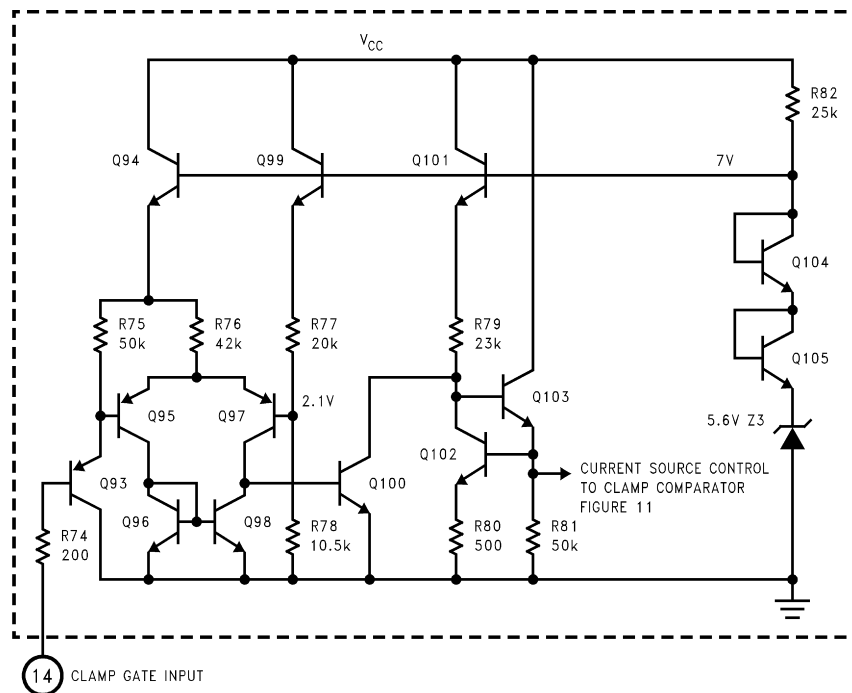 VCC
R82
25k
Q94
Q99
Q101
7V
Q104
R75
50k
R76
42k
R77
20k
R79
23k
Q105
Q95
Q97
2.1V
Q103
5.6V Z3
Q102
CURRENT SOURCE CONTROL
TO CLAMP COMPARATOR
FIGURE 11
Q93
Q100
Q96
Q98
R74
200
R78
10.5k
R80
500
R81
50k
14 CLAMP GATE INPUT